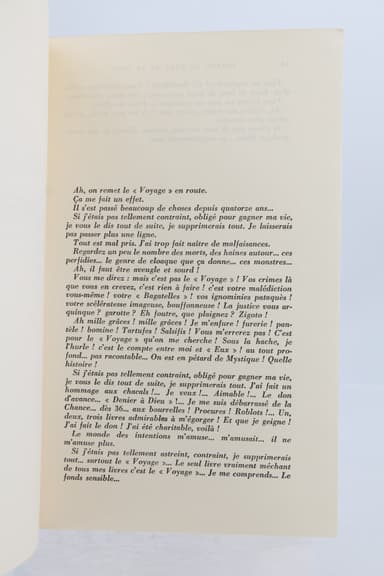 Ah, on remet le « Voyage » en route.
Ça me fait un effet.
Il s'est passé beaucoup de choses depuis quatorze ans...
Si j'étais pas tellement contraint, obligé pour gagner ma vie,
je vous le dis tout de suite, je supprimerais tout. Je laisserais
pas passer plus une ligne.
Tout est mal pris. J'ai trop fait naître de malfaisances.
Regardez un peu le nombre des morts, des haines autour... ces
perfidies... le genre de cloaque que ça donne... ces monstres...
Ah, il faut être aveugle et sourd !
Vous me direz : mais c'est pas le « Voyage » ! Vos crimes là
que vous en crevez, c'est rien à faire ! c'est votre malédiction
vous-même ! votre « Bagatelles » ! vos ignominies pataquès !
votre scélératesse imageuse, bouffonneuse ! La justice vous ar-
quinque ? garotte ? Eh foutre, que plaignez ? Zigoto !
Ah mille grâces ! mille grâces ! Je m'enfure ! furerie ! pan-
tèle ! bomine ! Tartufes ! Salsifis ! Vous m'errerez pas ! C'est
pour le « Voyage » qu'on me cherche ! Sous la hache, je
l'hurle ! c'est le compte entre moi et « Eux » ! au tout pro-
fond... pas racontable... On est en pétard de Mystique ! Quelle
histoire !
Si j'étais pas tellement contraint, obligé pour gagner ma vie,
je vous le dis tout de suite, je supprimerais tout. J'ai fait un
hommage aux chacals !... Je veux !... Aimable !... Le don
d'avance... « Denier à Dieu » !... Je me suis débarrassé de la
Chance... dès 36... aux bourrelles ! Procures ! Roblots !... Un,
deux, trois livres admirables à m'égorger ! Et que je geigne !
J'ai fait le don ! J'ai été charitable, voilà !
Le monde des intentions m'amuse... m'amusait... il ne
m'amuse plus.
Si j'étais pas tellement astreint, contraint, je supprimerais
tout... surtout le « Voyage »... Le seul livre vraiment méchant
de tous mes livres c'est le « Voyage »... Je me comprends... Le
fonds sensible...